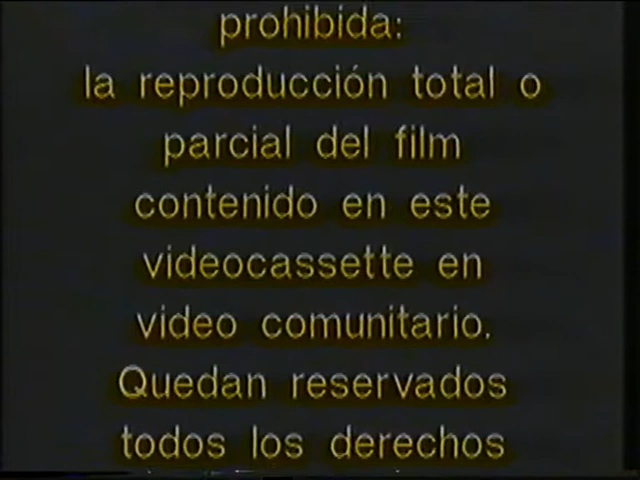 prohibida:
la reproducción total o
parcial del film
contenido en este
videocassette en
video comunitario.
Quedan reservados
todos los derechos